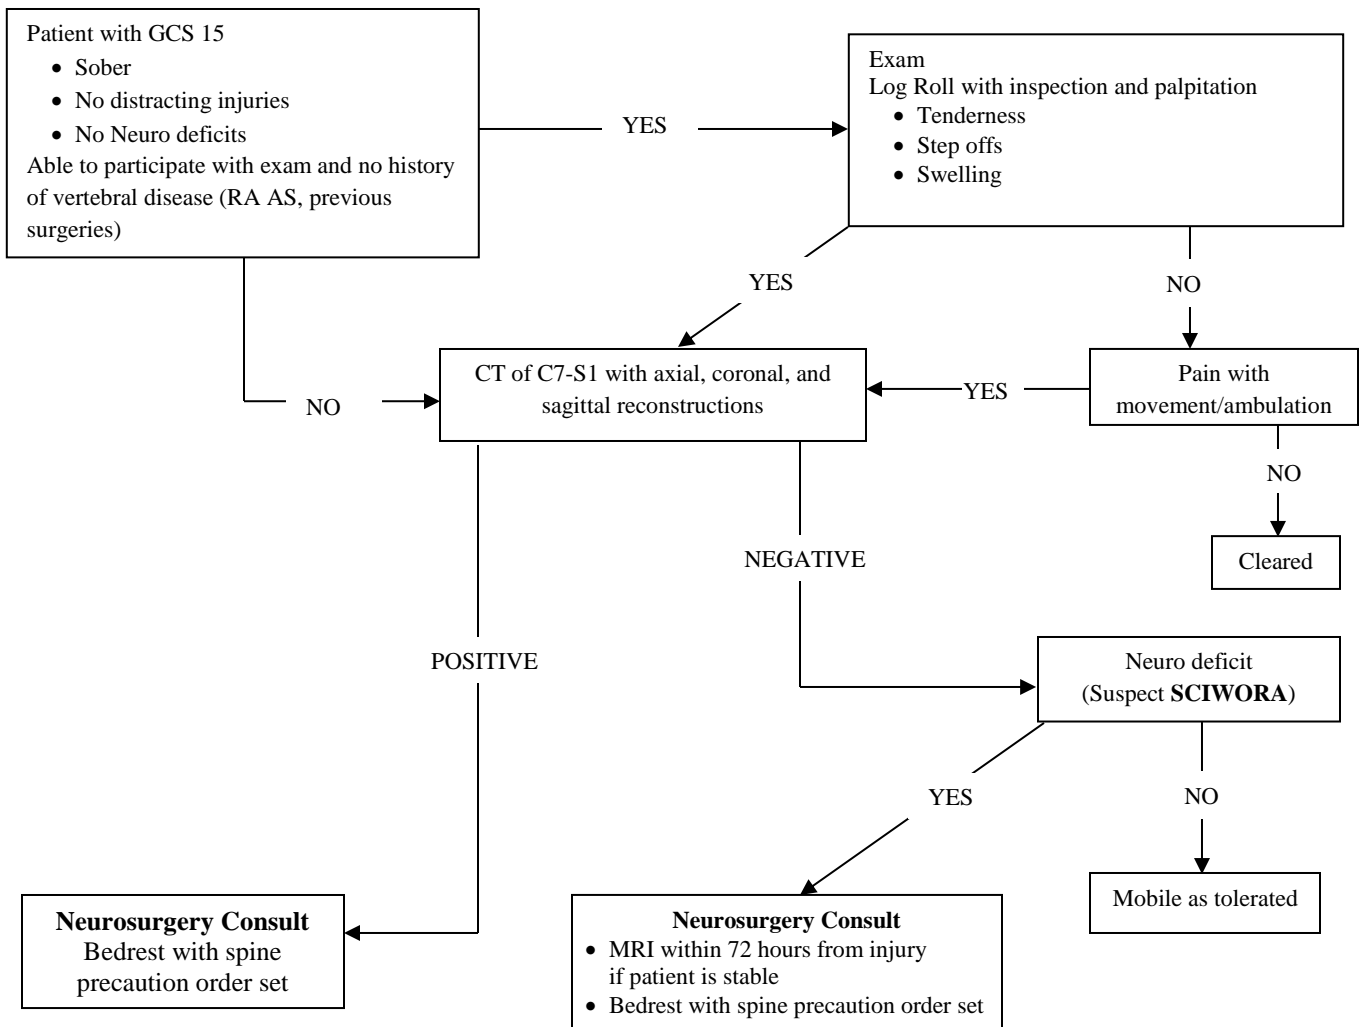 Patient with GCS 15
• Sober
• No distracting injuries
• No Neuro deficits
Able to participate with exam and no history
of vertebral disease (RA AS, previous
surgeries)
YES
Exam
Log Roll with inspection and palpitation
• Tenderness
• Step offs
• Swelling
YES
NO
NO
CT of C7-S1 with axial, coronal, and
sagittal reconstructions
YES
Pain with
movement/ambulation
NO
Cleared
NEGATIVE
POSITIVE
Neuro deficit
(Suspect SCIWORA)
YES
NO
Mobile as tolerated
Neurosurgery Consult
Bedrest with spine
precaution order set
Neurosurgery Consult
• MRI within 72 hours from injury
if patient is stable
• Bedrest with spine precaution order set